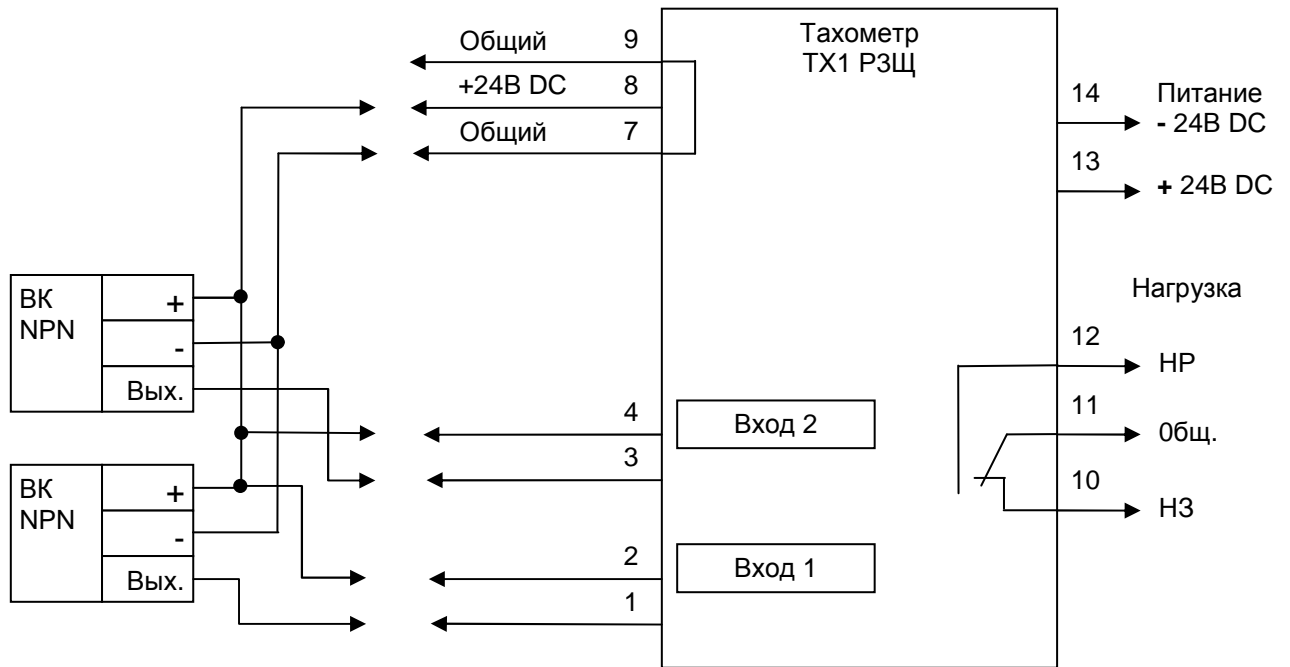 Общий 9
+24В DC 8
Общий 7
Тахометр
ТХ1 РЗЩ
14 Питание
- 24В DC
13
+ 24В DC
Нагрузка
12
НР
11
0бщ.
10
НЗ
ВК
NPN
+
-
Вых.
4
Вход 2
3
ВК
NPN
+
-
Вых.
2
Вход 1
1